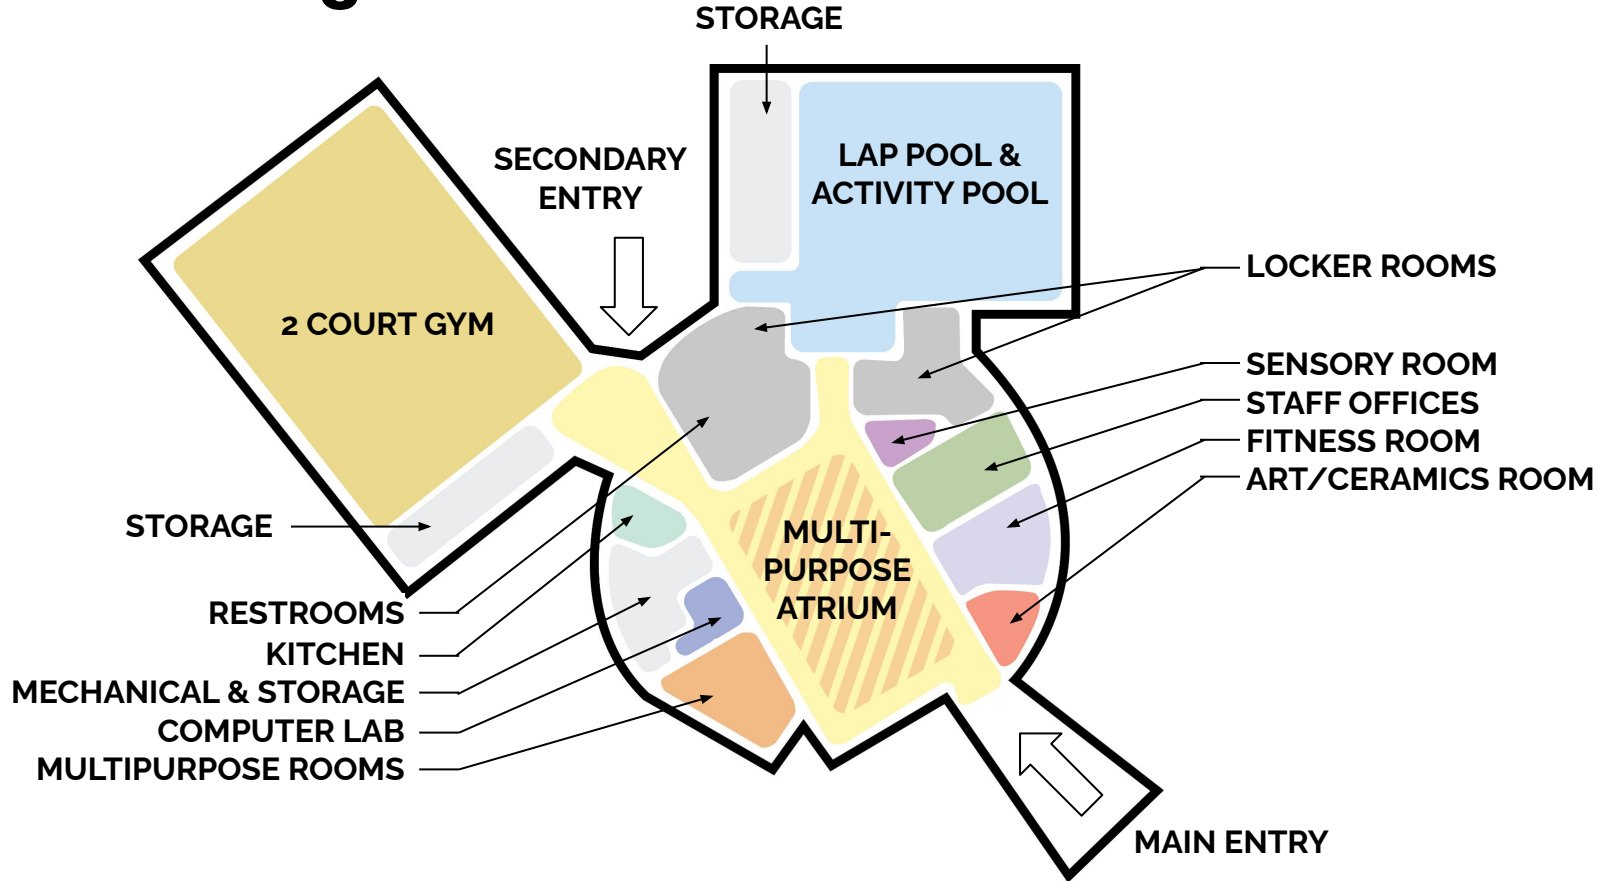 STORAGE
SECONDARY
ENTRY
LAP POOL &
ACTIVITY POOL
LOCKER ROOMS
2 COURT GYM
SENSORY ROOM
STAFF OFFICES
FITNESS ROOM
ART/CERAMICS ROOM
STORAGE
MULTI-
PURPOSE
ATRIUM
RESTROOMS
KITCHEN
MECHANICAL & STORAGE
COMPUTER LAB
MULTIPURPOSE ROOMS
MAIN ENTRY